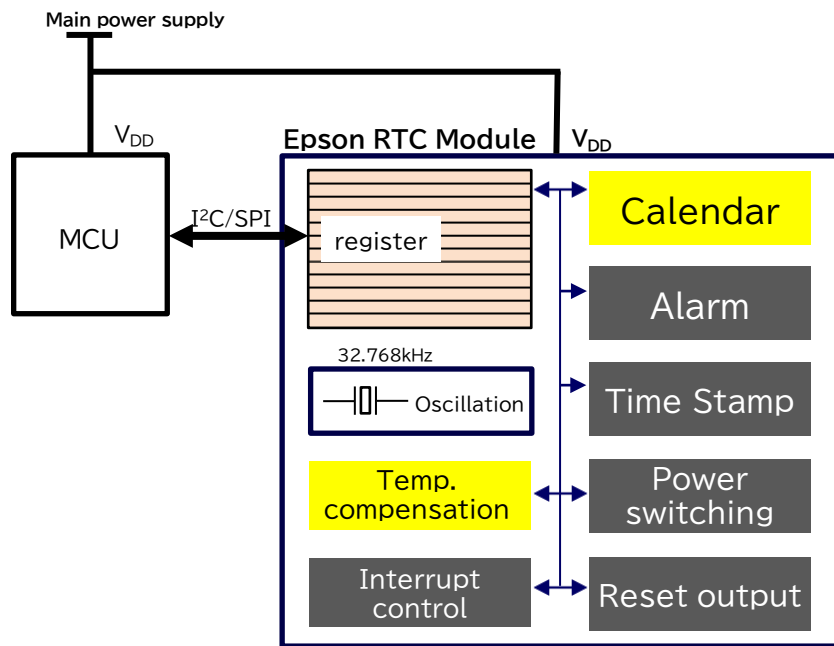 Main power supply
VDD
Epson RTC Module
VDD
MCU
I²C/SPI
register
Calendar
Alarm
32.768kHz
Oscillation
Time Stamp
Temp.
compensation
Power
switching
Interrupt
control
Reset output